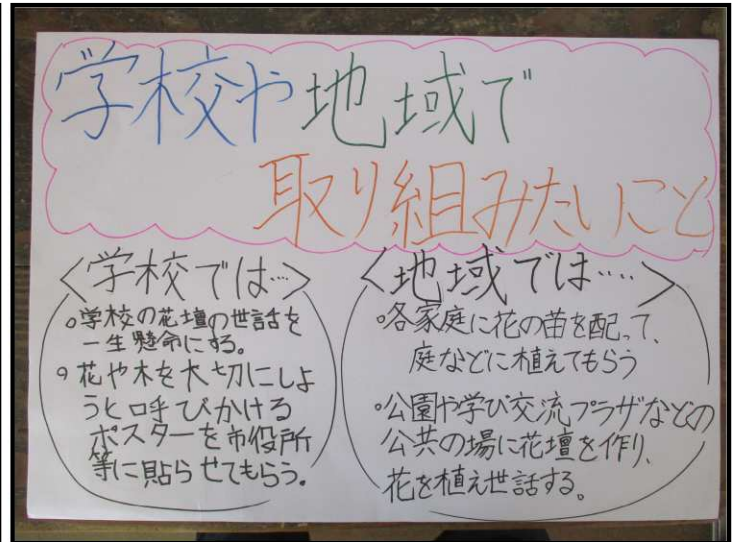 学校や地域で
取り組みたいこと
〈学校では…〉
○学校の花壇の世話を
一生懸命にする。
○花や木を大切にしよ
うと呼びかける
ポスターを市役所
等に貼らせてもらう。
〈地域では….〉
○各家庭に花の苗を配って、
庭などに植えてもらう
○公園や学び交流プラザなどの
公共の場に花壇を作り、
花を植え世話する。